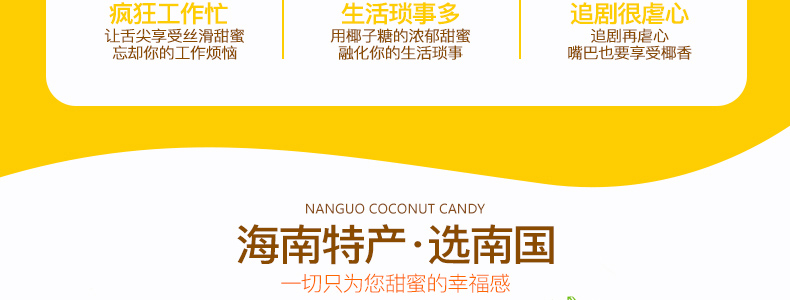 疯狂工作忙
让舌尖享受丝滑甜蜜
忘却你的工作烦恼
生活琐事多
用椰子糖的浓郁甜蜜
融化你的生活琐事
追剧很虐心
追剧再虐心
嘴巴也要享受椰香
NANGUO COCONUT CANDY
海南特产·选南国
一切只为您甜蜜的幸福感